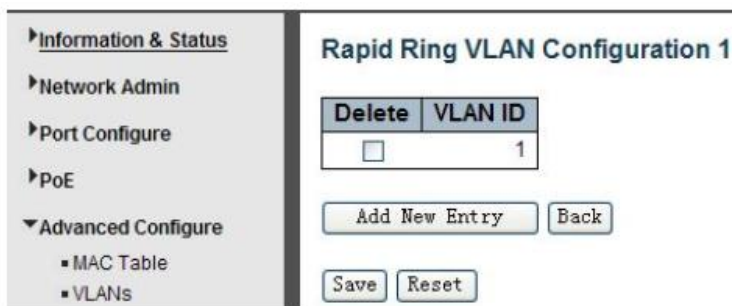 Information & Status
Network Admin
Port Configure
PoE
Advanced Configure
MAC Table
VLANs
Rapid Ring VLAN Configuration 1
Delete VLAN ID
1
Add New Entry Back
Save Reset